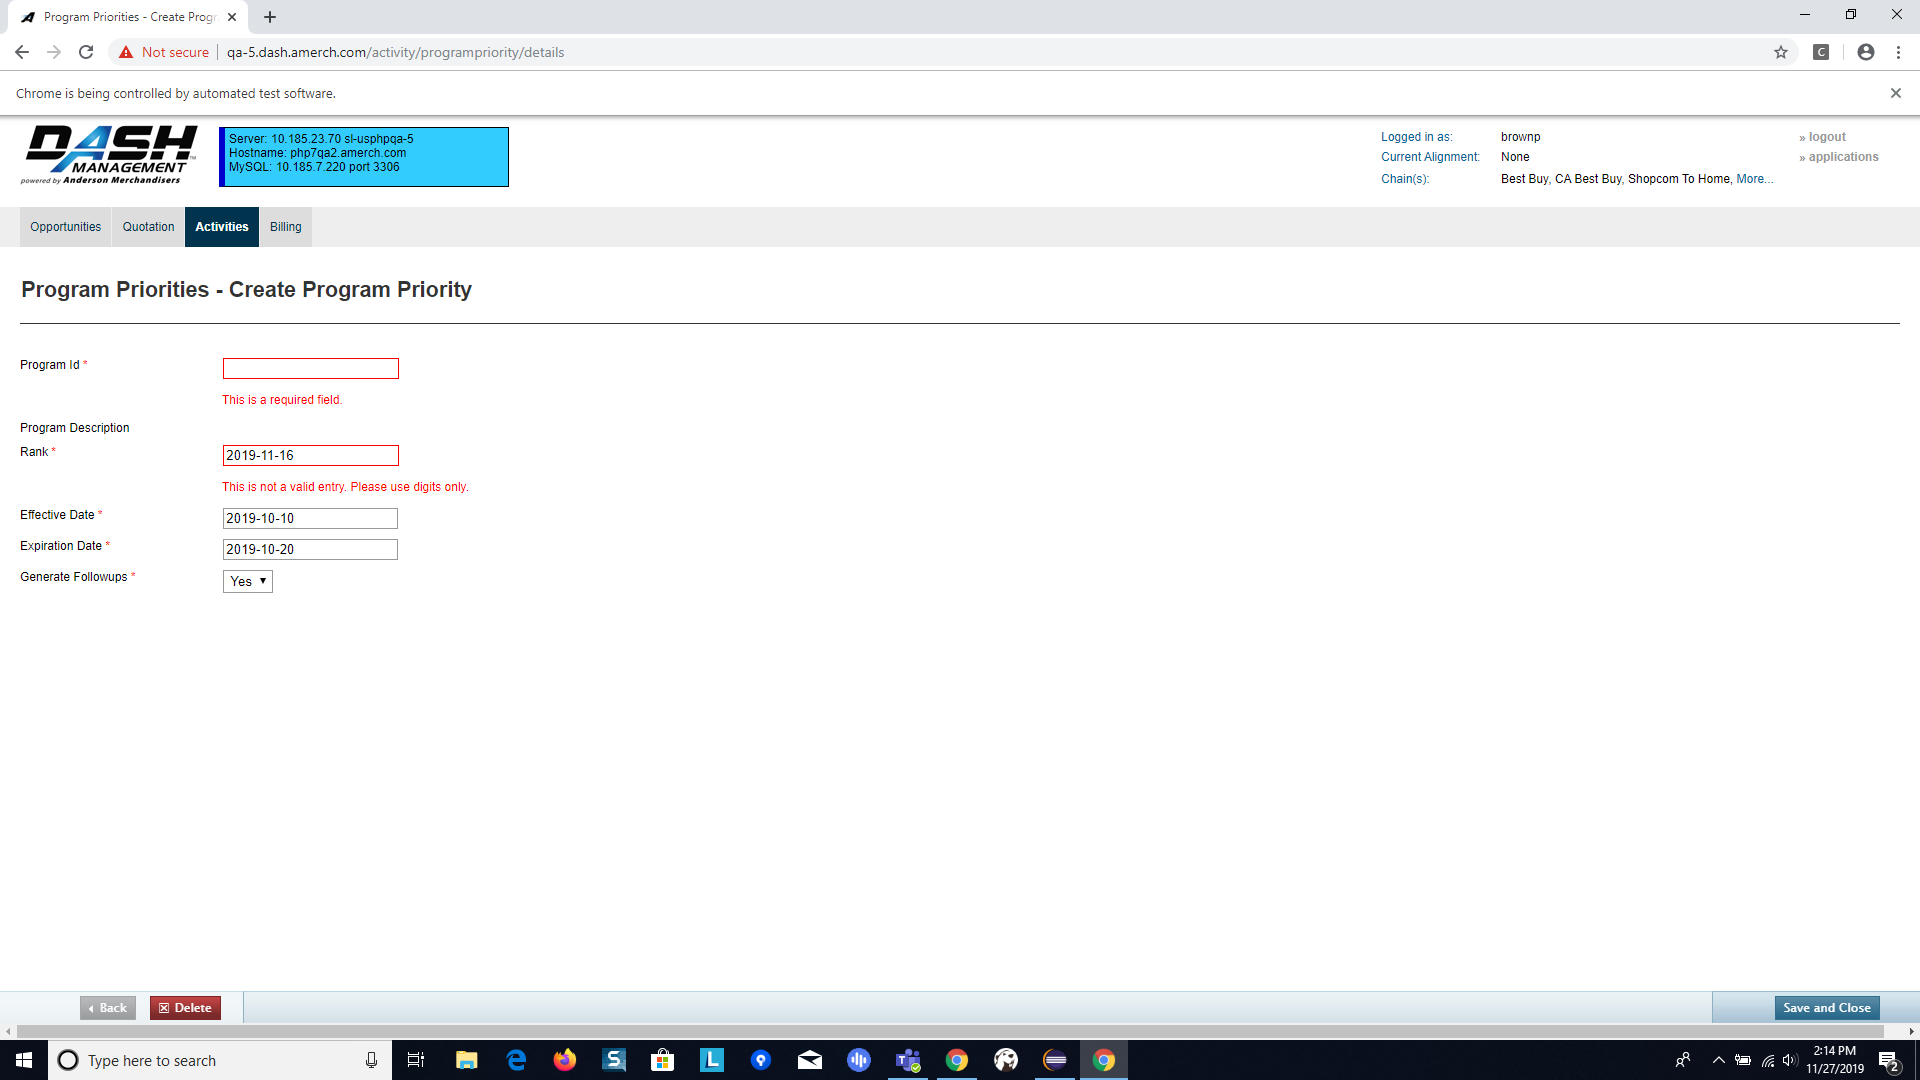 Program Priorities - Create Progr
Not secure
qa-5.dash.amerch.com/activity/programpriority/details
C
Chrome is being controlled by automated test software.
DASH
MANAGEMENT
powered by Anderson Merchandisers
Server: 10.185.23.70 sl-usphpqa-5
Hostname: php7qa2.amerch.com
MySQL: 10.185.7.220 port 3306
Logged in as: brownp
» logout
Current Alignment: None
» applications
Chain(s): Best Buy, CA Best Buy, Shopcom To Home, More...
Opportunities Quotation Activities Billing
Program Priorities - Create Program Priority
Program Id *
This is a required field.
Program Description
Rank * 2019-11-16
This is not a valid entry. Please use digits only.
Effective Date * 2019-10-10
Expiration Date * 2019-10-20
Generate Followups * Yes
Back Delete Save and Close
Type here to search
S
L
2:14 PM
11/27/2019
2